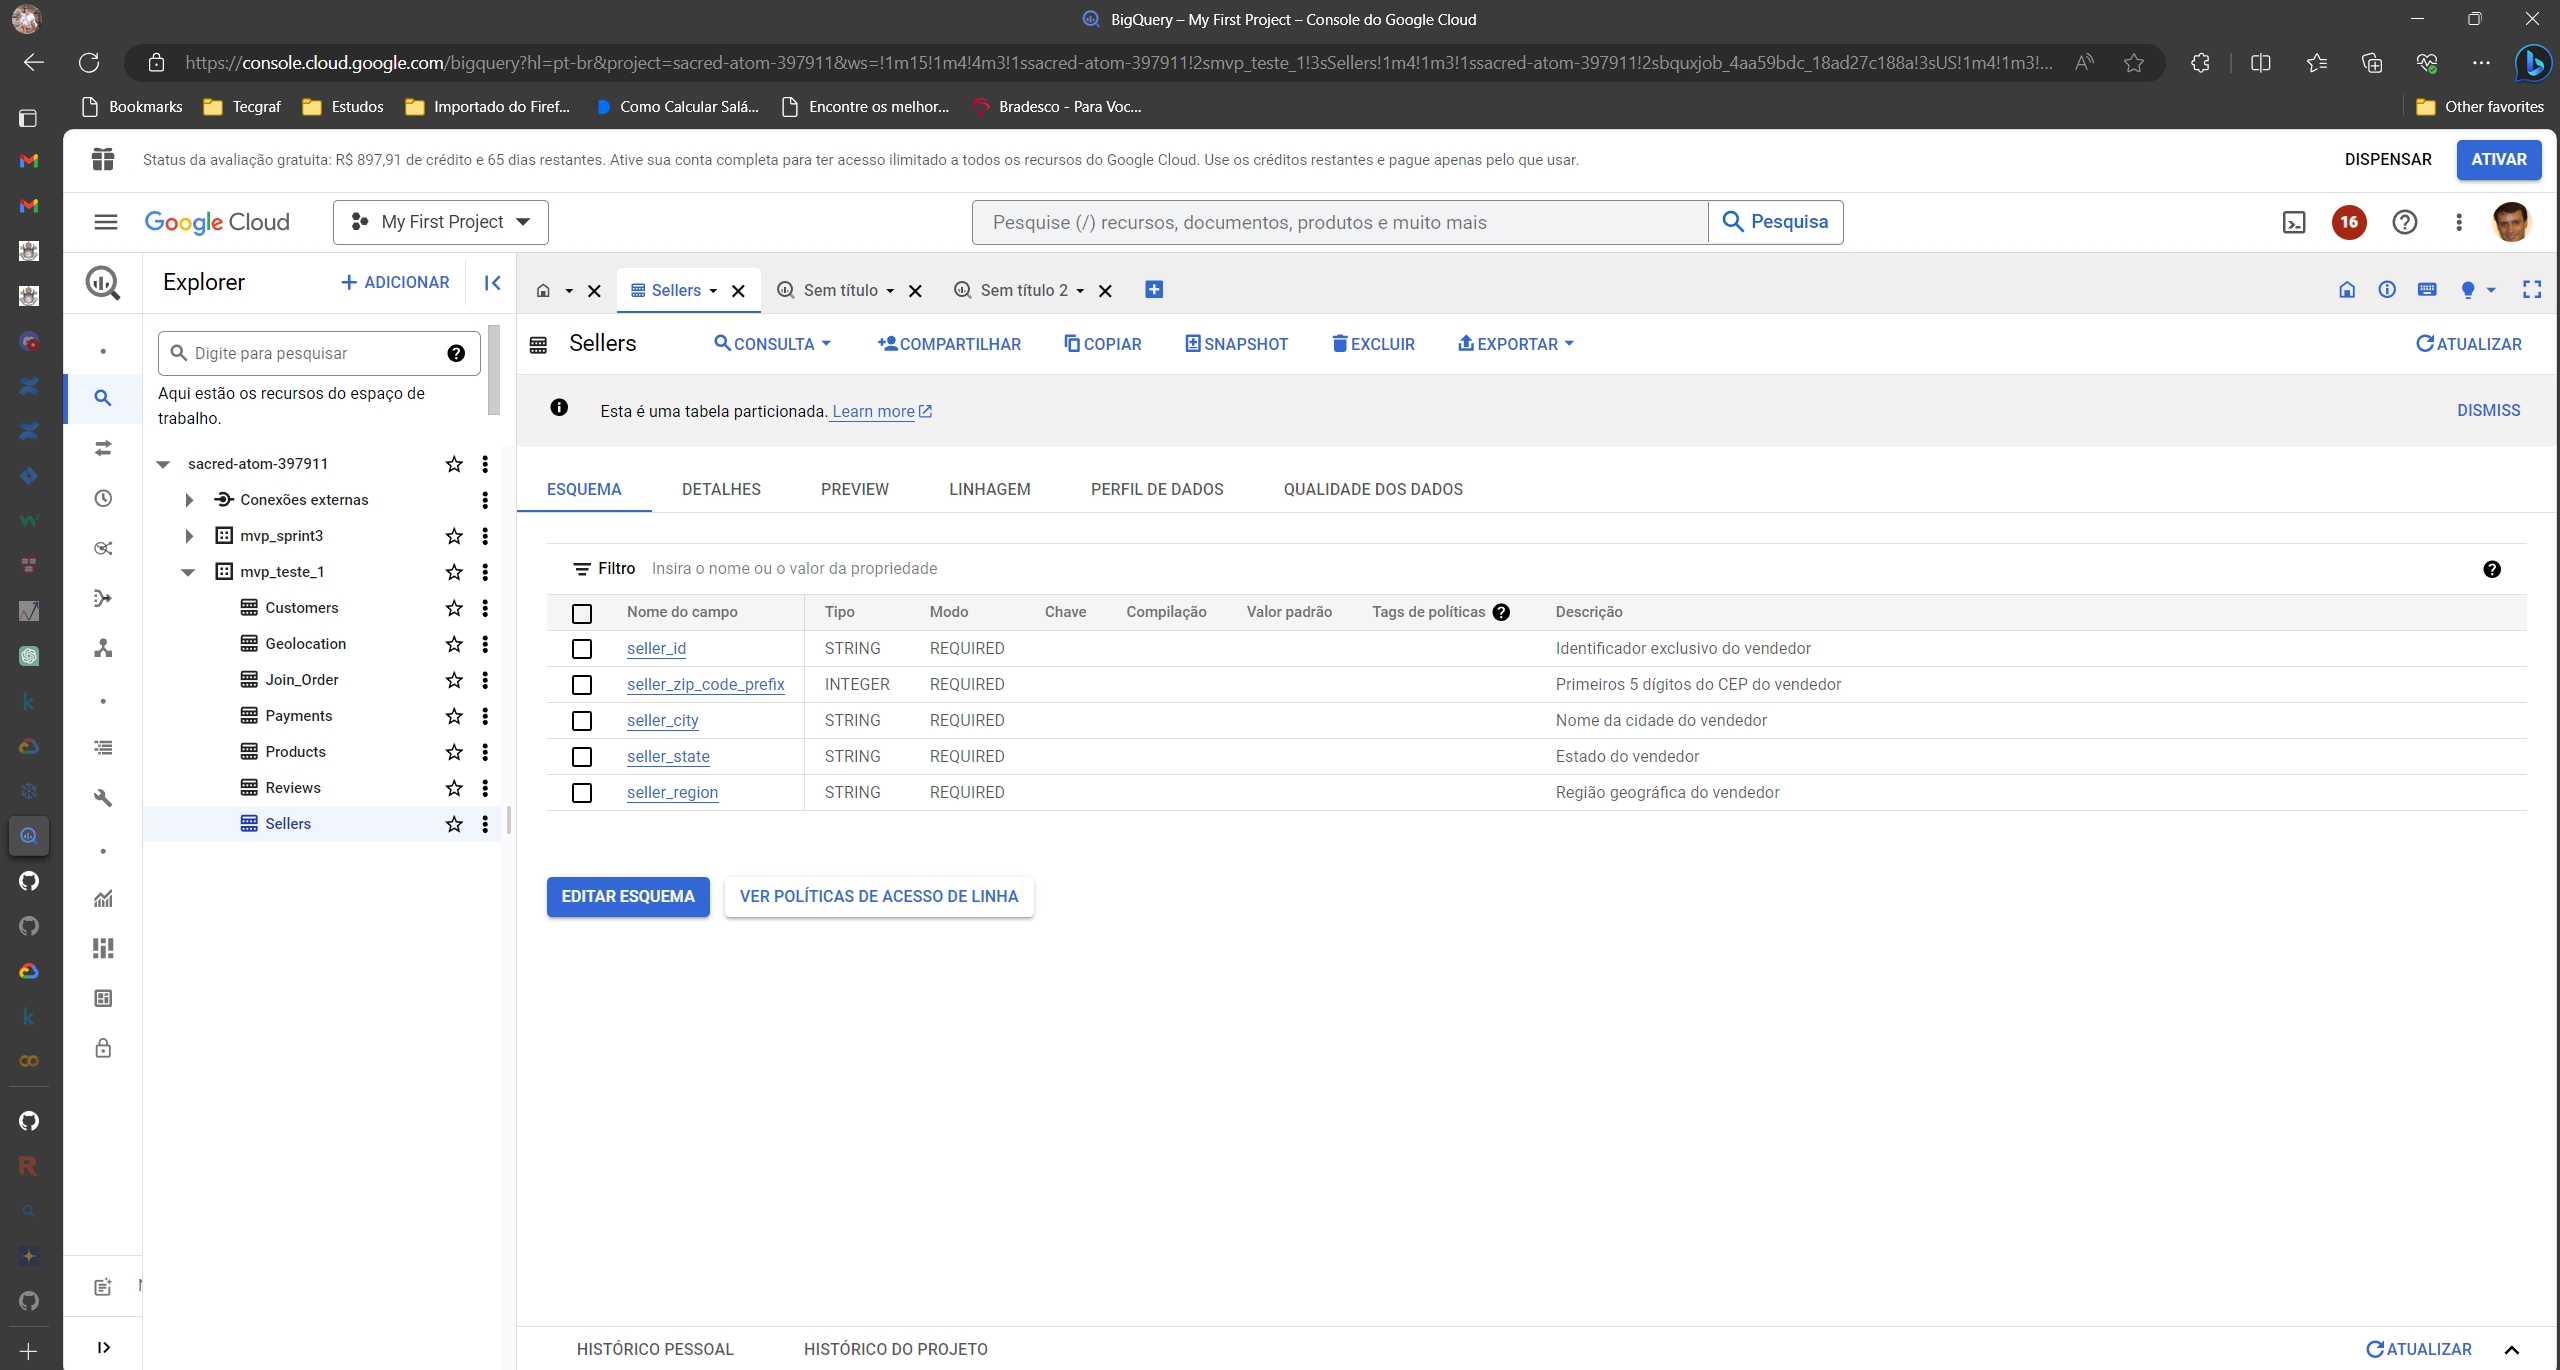 BigQuery – My First Project – Console do Google Cloud
https://console.cloud.google.com/bigquery?hl=pt-br&project=sacred-atom-397911&ws=!1m15!1m4!4m3!1ssacred-atom-397911!2smvp_teste_1!3sSellers!1m4!1m3!1ssacred-atom-397911!2sbquxjob_4aa59bdc_18ad27c188a!3sUS!1m4!1m3!...
Bookmarks Tecgraf Estudos Importado do Firef... Como Calcular Salá... Encontre os melhor... Bradesco - Para Voc... Other favorites
Status da avaliação gratuita: R$ 897,91 de crédito e 65 dias restantes. Ative sua conta completa para ter acesso ilimitado a todos os recursos do Google Cloud. Use os créditos restantes e pague apenas pelo que usar. DISPENSAR ATIVAR
Google Cloud My First Project Pesquise (/) recursos, documentos, produtos e muito mais Pesquisa 16
Explorer + ADICIONAR
Sellers Sem título Sem título 2
Digite para pesquisar
Aqui estão os recursos do espaço de
trabalho.
sacred-atom-397911
Conexões externas
mvp_sprint3
mvp_teste_1
Customers
Geolocation
Join_Order
Payments
Products
Reviews
Sellers
Sellers CONSULTA COMPARTILHAR COPIAR SNAPSHOT EXCLUIR EXPORTAR ATUALIZAR
Esta é uma tabela particionada. Learn more DISMISS
ESQUEMA DETALHES PREVIEW LINHAGEM PERFIL DE DADOS QUALIDADE DOS DADOS
Filtro Insira o nome ou o valor da propriedade
Nome do campo Tipo Modo Chave Compilação Valor padrão Tags de políticas Descrição
seller_id STRING REQUIRED Identificador exclusivo do vendedor
seller_zip_code_prefix INTEGER REQUIRED Primeiros 5 dígitos do CEP do vendedor
seller_city STRING REQUIRED Nome da cidade do vendedor
seller_state STRING REQUIRED Estado do vendedor
seller_region STRING REQUIRED Região geográfica do vendedor
EDITAR ESQUEMA VER POLÍTICAS DE ACESSO DE LINHA
HISTÓRICO PESSOAL HISTÓRICO DO PROJETO ATUALIZAR